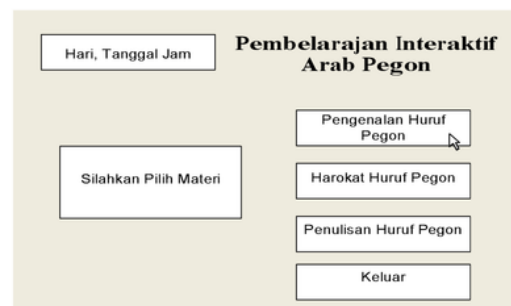 Hari, Tanggal Jam
Pembelarajan Interaktif
Arab Pegon
Pengenalan Huruf
Pegon
Silahkan Pilih Materi
Harokat Huruf Pegon
Penulisan Huruf Pegon
Keluar